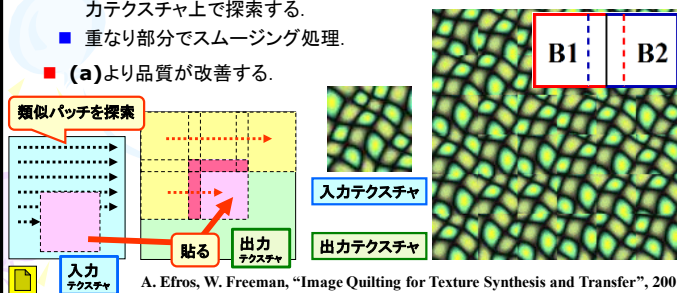 カテクスチャ上で探索する.
■ 重なり部分でスムージング処理.
■ (a)より品質が改善する.
類似パッチを探索
貼る
入力
テクスチャ
出力
テクスチャ
入力テクスチャ
出力テクスチャ
B1
B2
A. Efros, W. Freeman, “Image Quilting for Texture Synthesis and Transfer”, 200